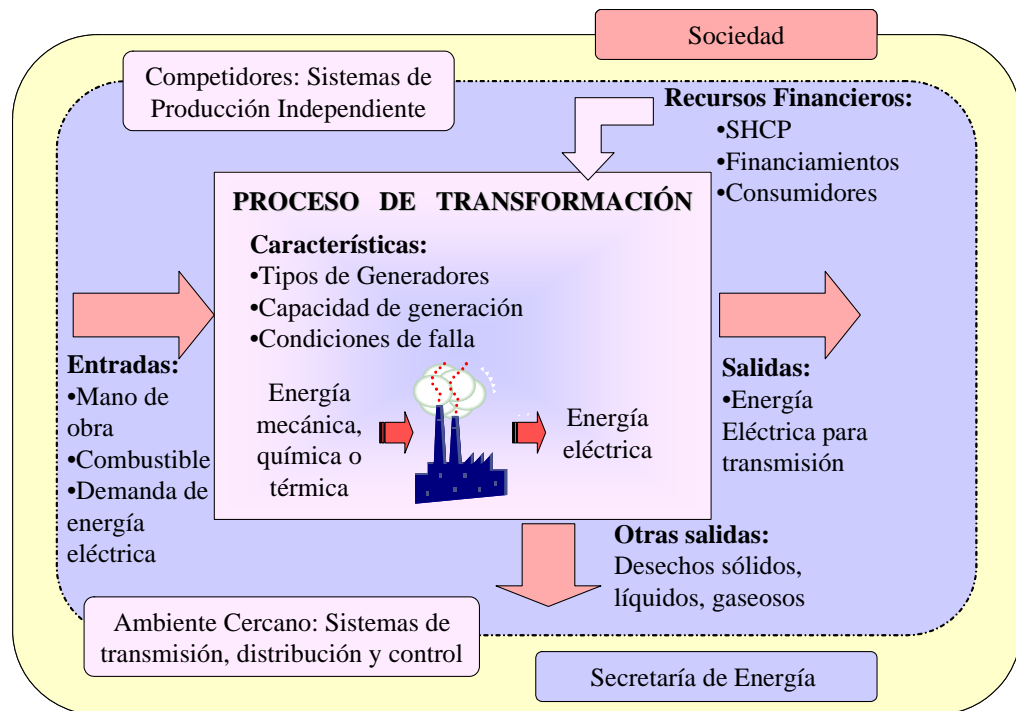 Sociedad
Competidores: Sistemas de
Producción Independiente
Recursos Financieros:
•SHCP
•Financiamientos
•Consumidores
PROCESO DE TRANSFORMACIÓN
Características:
•Tipos de Generadores
•Capacidad de generación
•Condiciones de falla
Entradas:
•Mano de
obra
•Combustible
•Demanda de
energía
eléctrica
Energía
mecánica,
química o
térmica
Energía
eléctrica
Salidas:
•Energía
Eléctrica para
transmisión
Otras salidas:
Desechos sólidos,
líquidos, gaseosos
Ambiente Cercano: Sistemas de
transmisión, distribución y control
Secretaría de Energía